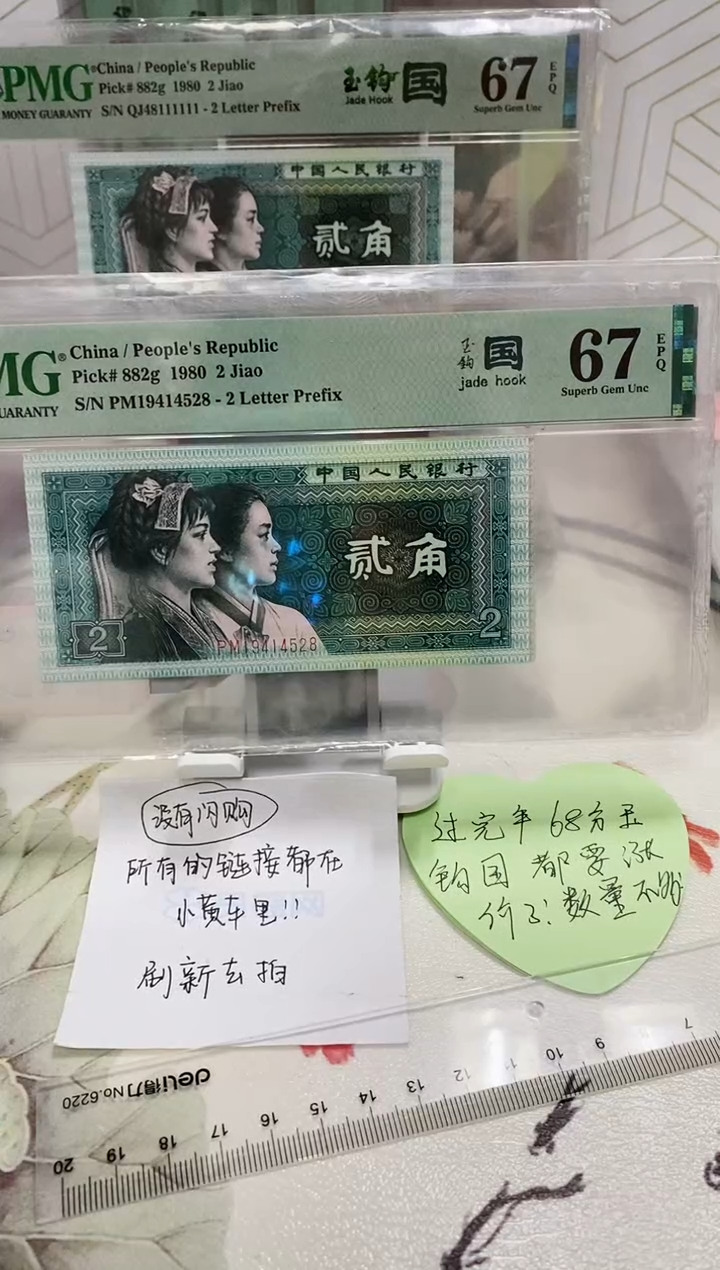 PMG
MONEY GUARANTY
China / People's Republic
Pick# 882g 1980 2 Jiao
S/N QJ48111111 - 2 Letter Prefix
玉钩国
Jade Hook
67
EPQ
Superb Gem Unc
中国人民银行
贰角
MG
UARANTY
China / People's Republic
Pick# 882g 1980 2 Jiao
S/N PM19414528 - 2 Letter Prefix
玉钩
国
jade hook
67
EPQ
Superb Gem Unc
中国人民银行
贰角
2
PM19414528
2
没有闪购
所有的链接都在
小黄车里!!
刷新去拍
过完年68分玉
钩国都要涨
价了!数量不多
deli得力 No.6220
20 19 18 17 16 15 14 13 12 11 10 9 7